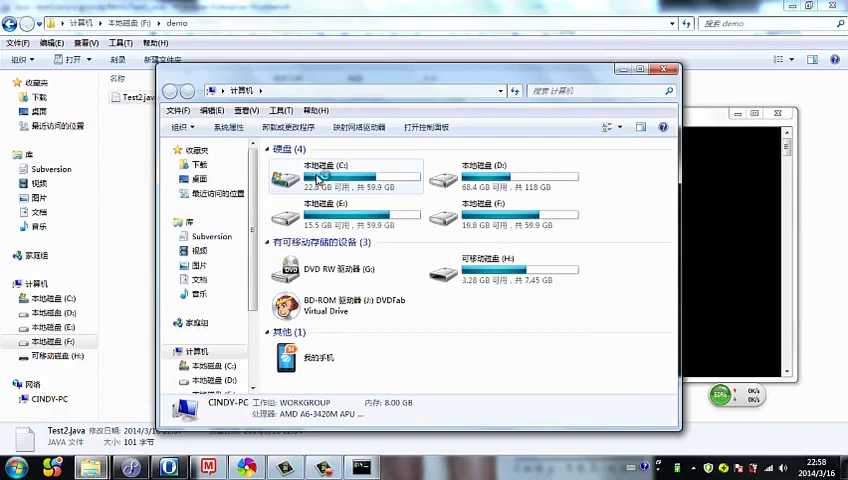 计算机 ▸ 本地磁盘 (F:) ▸ demo
搜索 demo
文件(F) 编辑(E) 查看(V) 工具(T) 帮助(H)
组织 打开 刻录 新建文件夹
收藏夹
下载
桌面
最近访问的位置
库
Subversion
视频
图片
文档
音乐
家庭组
计算机
本地磁盘 (C:)
本地磁盘 (D:)
本地磁盘 (E:)
本地磁盘 (F:)
可移动磁盘 (H:)
网络
CINDY-PC
名称
Test2.java
计算机
搜索 计算机
文件(F) 编辑(E) 查看(V) 工具(T) 帮助(H)
组织 系统属性 卸载或更改程序 映射网络驱动器 打开控制面板
收藏夹
下载
桌面
最近访问的位置
库
Subversion
视频
图片
文档
音乐
家庭组
计算机
本地磁盘 (C:)
本地磁盘 (D:)
硬盘 (4)
本地磁盘 (C:)
GB 可用，共 59.9 GB
本地磁盘 (D:)
68.4 GB 可用，共 118 GB
本地磁盘 (E:)
15.5 GB 可用，共 59.9 GB
本地磁盘 (F:)
19.8 GB 可用，共 59.9 GB
有可移动存储的设备 (3)
DVD RW 驱动器 (G:)
可移动磁盘 (H:)
3.28 GB 可用，共 7.45 GB
BD-ROM 驱动器 (J:) DVDFab
Virtual Drive
其他 (1)
我的手机
CINDY-PC 工作组: WORKGROUP 内存: 8.00 GB
处理器: AMD A6-3420M APU ...
50% 0K/s
0K/s
Test2.java 修改日期: 2014/3/16
JAVA 文件 大小: 101 字节
22:58
2014/3/16